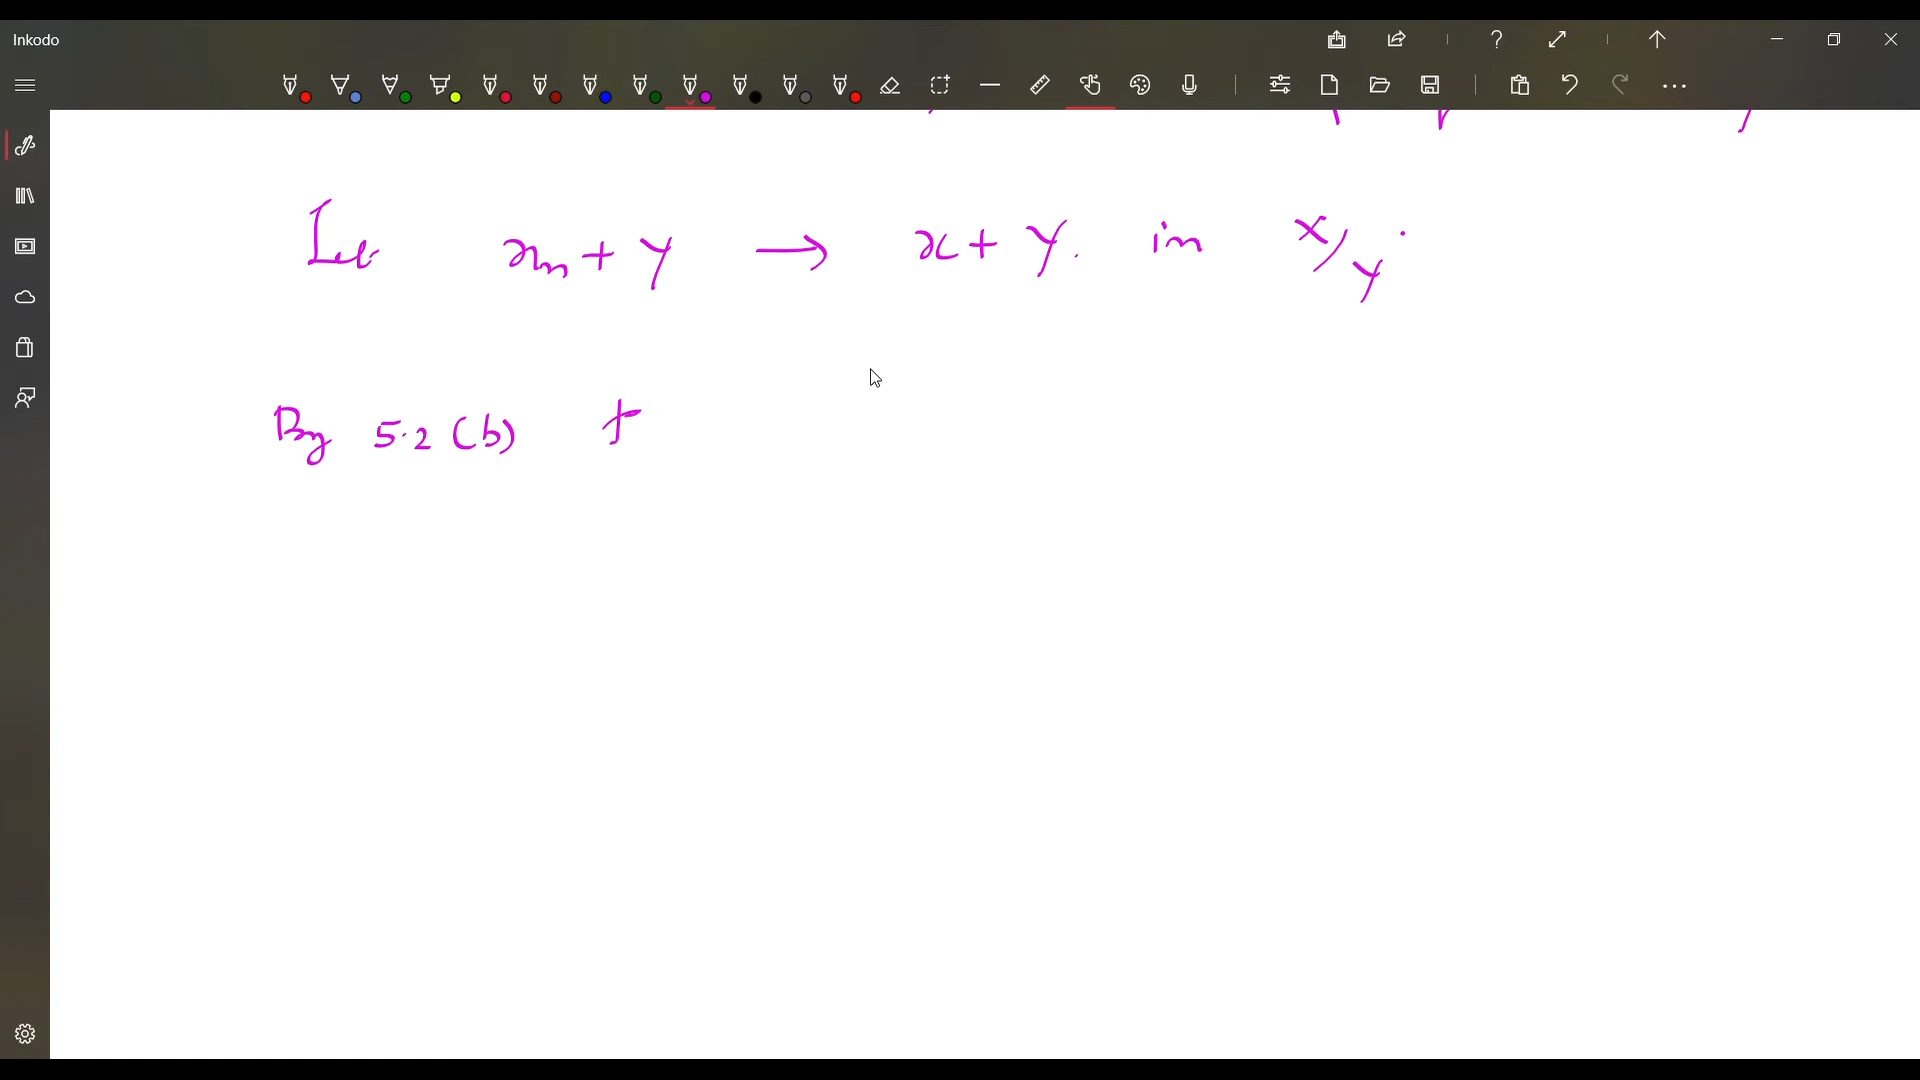 Inkodo
Let xn + Y → x + Y. in X/Y.
By 5.2 (b) f